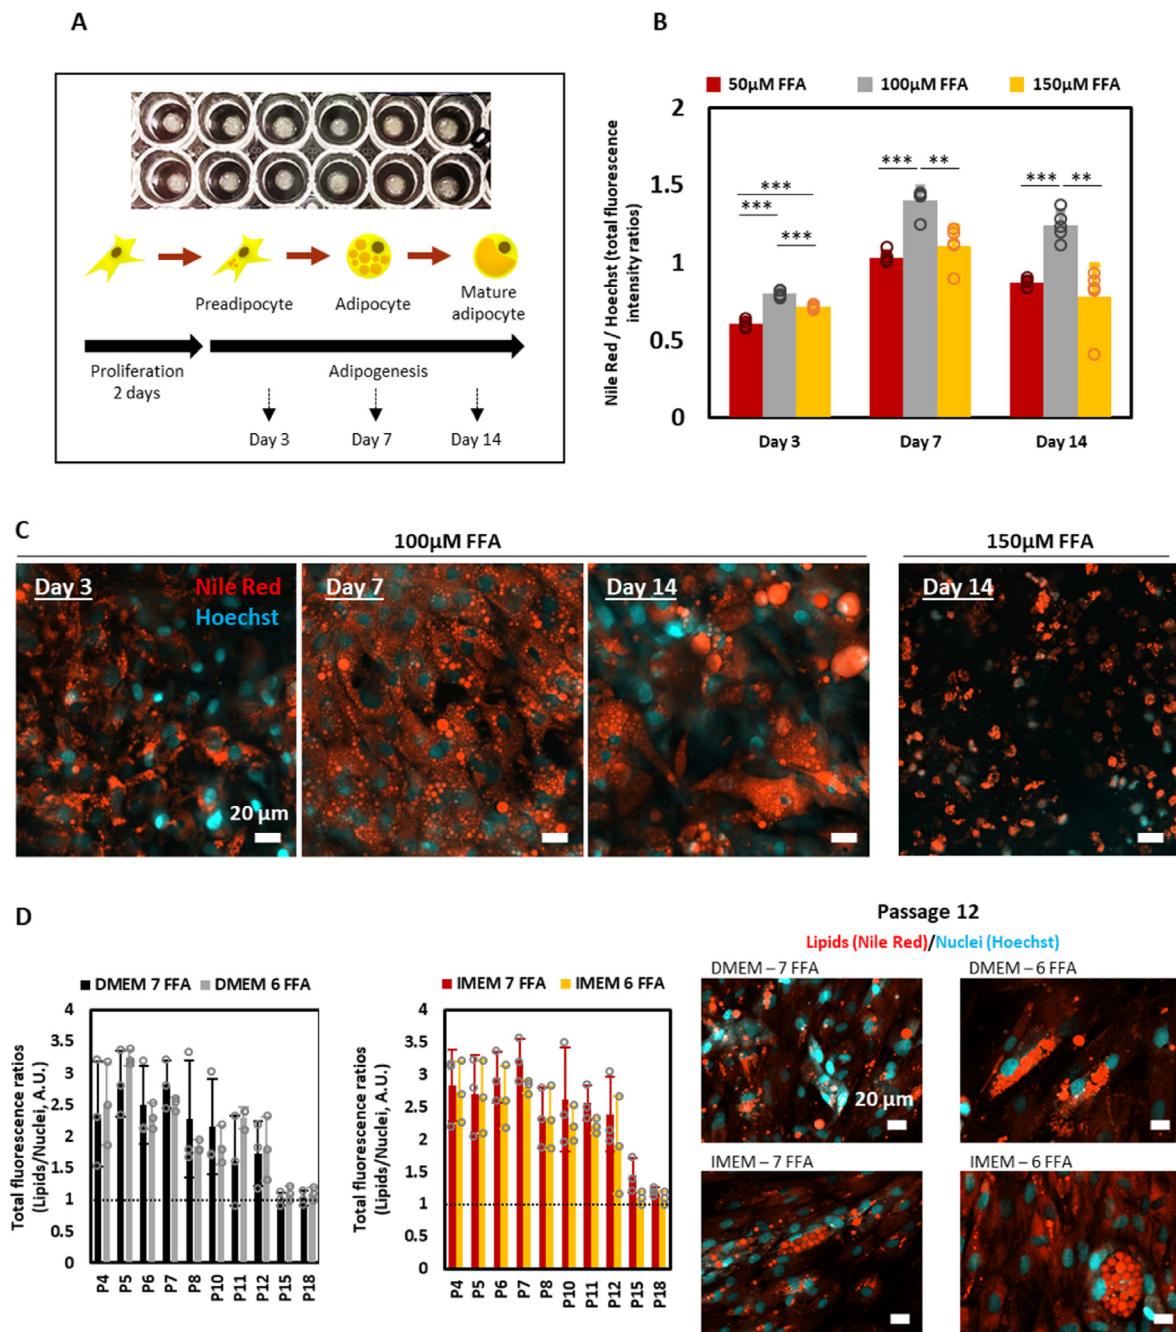 A
Preadipocyte
Adipocyte
Mature
adipocyte
Proliferation
2 days
Adipogenesis
Day 3
Day 7
Day 14
B
50µM FFA
100µM FFA
150µM FFA
Nile Red / Hoechst (total fluorescence
intensity ratios)
2
1.5
1
0.5
0
***
***
***
***
**
***
**
Day 3
Day 7
Day 14
C
100µM FFA
150µM FFA
Day 3
Nile Red
Hoechst
20 µm
Day 7
Day 14
Day 14
D
DMEM 7 FFA
DMEM 6 FFA
Total fluorescence ratios
(Lipids/Nuclei, A.U.)
4
3.5
3
2.5
2
1.5
1
0.5
0
P4
P5
P6
P7
P8
P10
P11
P12
P15
P18
IMEM 7 FFA
IMEM 6 FFA
Total fluorescence ratios
(Lipids/Nuclei, A.U.)
4
3.5
3
2.5
2
1.5
1
0.5
0
P4
P5
P6
P7
P8
P10
P11
P12
P15
P18
Passage 12
Lipids (Nile Red)/Nuclei (Hoechst)
DMEM – 7 FFA
20 µm
DMEM – 6 FFA
IMEM – 7 FFA
IMEM – 6 FFA